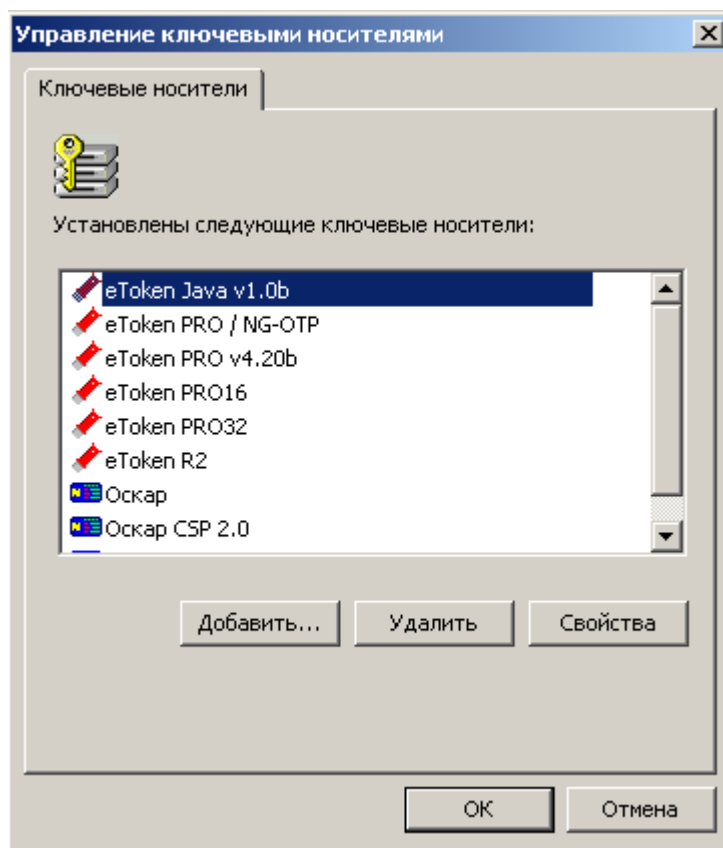 Управление ключевыми носителями
Ключевые носители
Установлены следующие ключевые носители:
eToken Java v1.0b
eToken PRO / NG-OTP
eToken PRO v4.20b
eToken PRO16
eToken PRO32
eToken R2
Оскар
Оскар CSP 2.0
Добавить... Удалить Свойства
OK Отмена